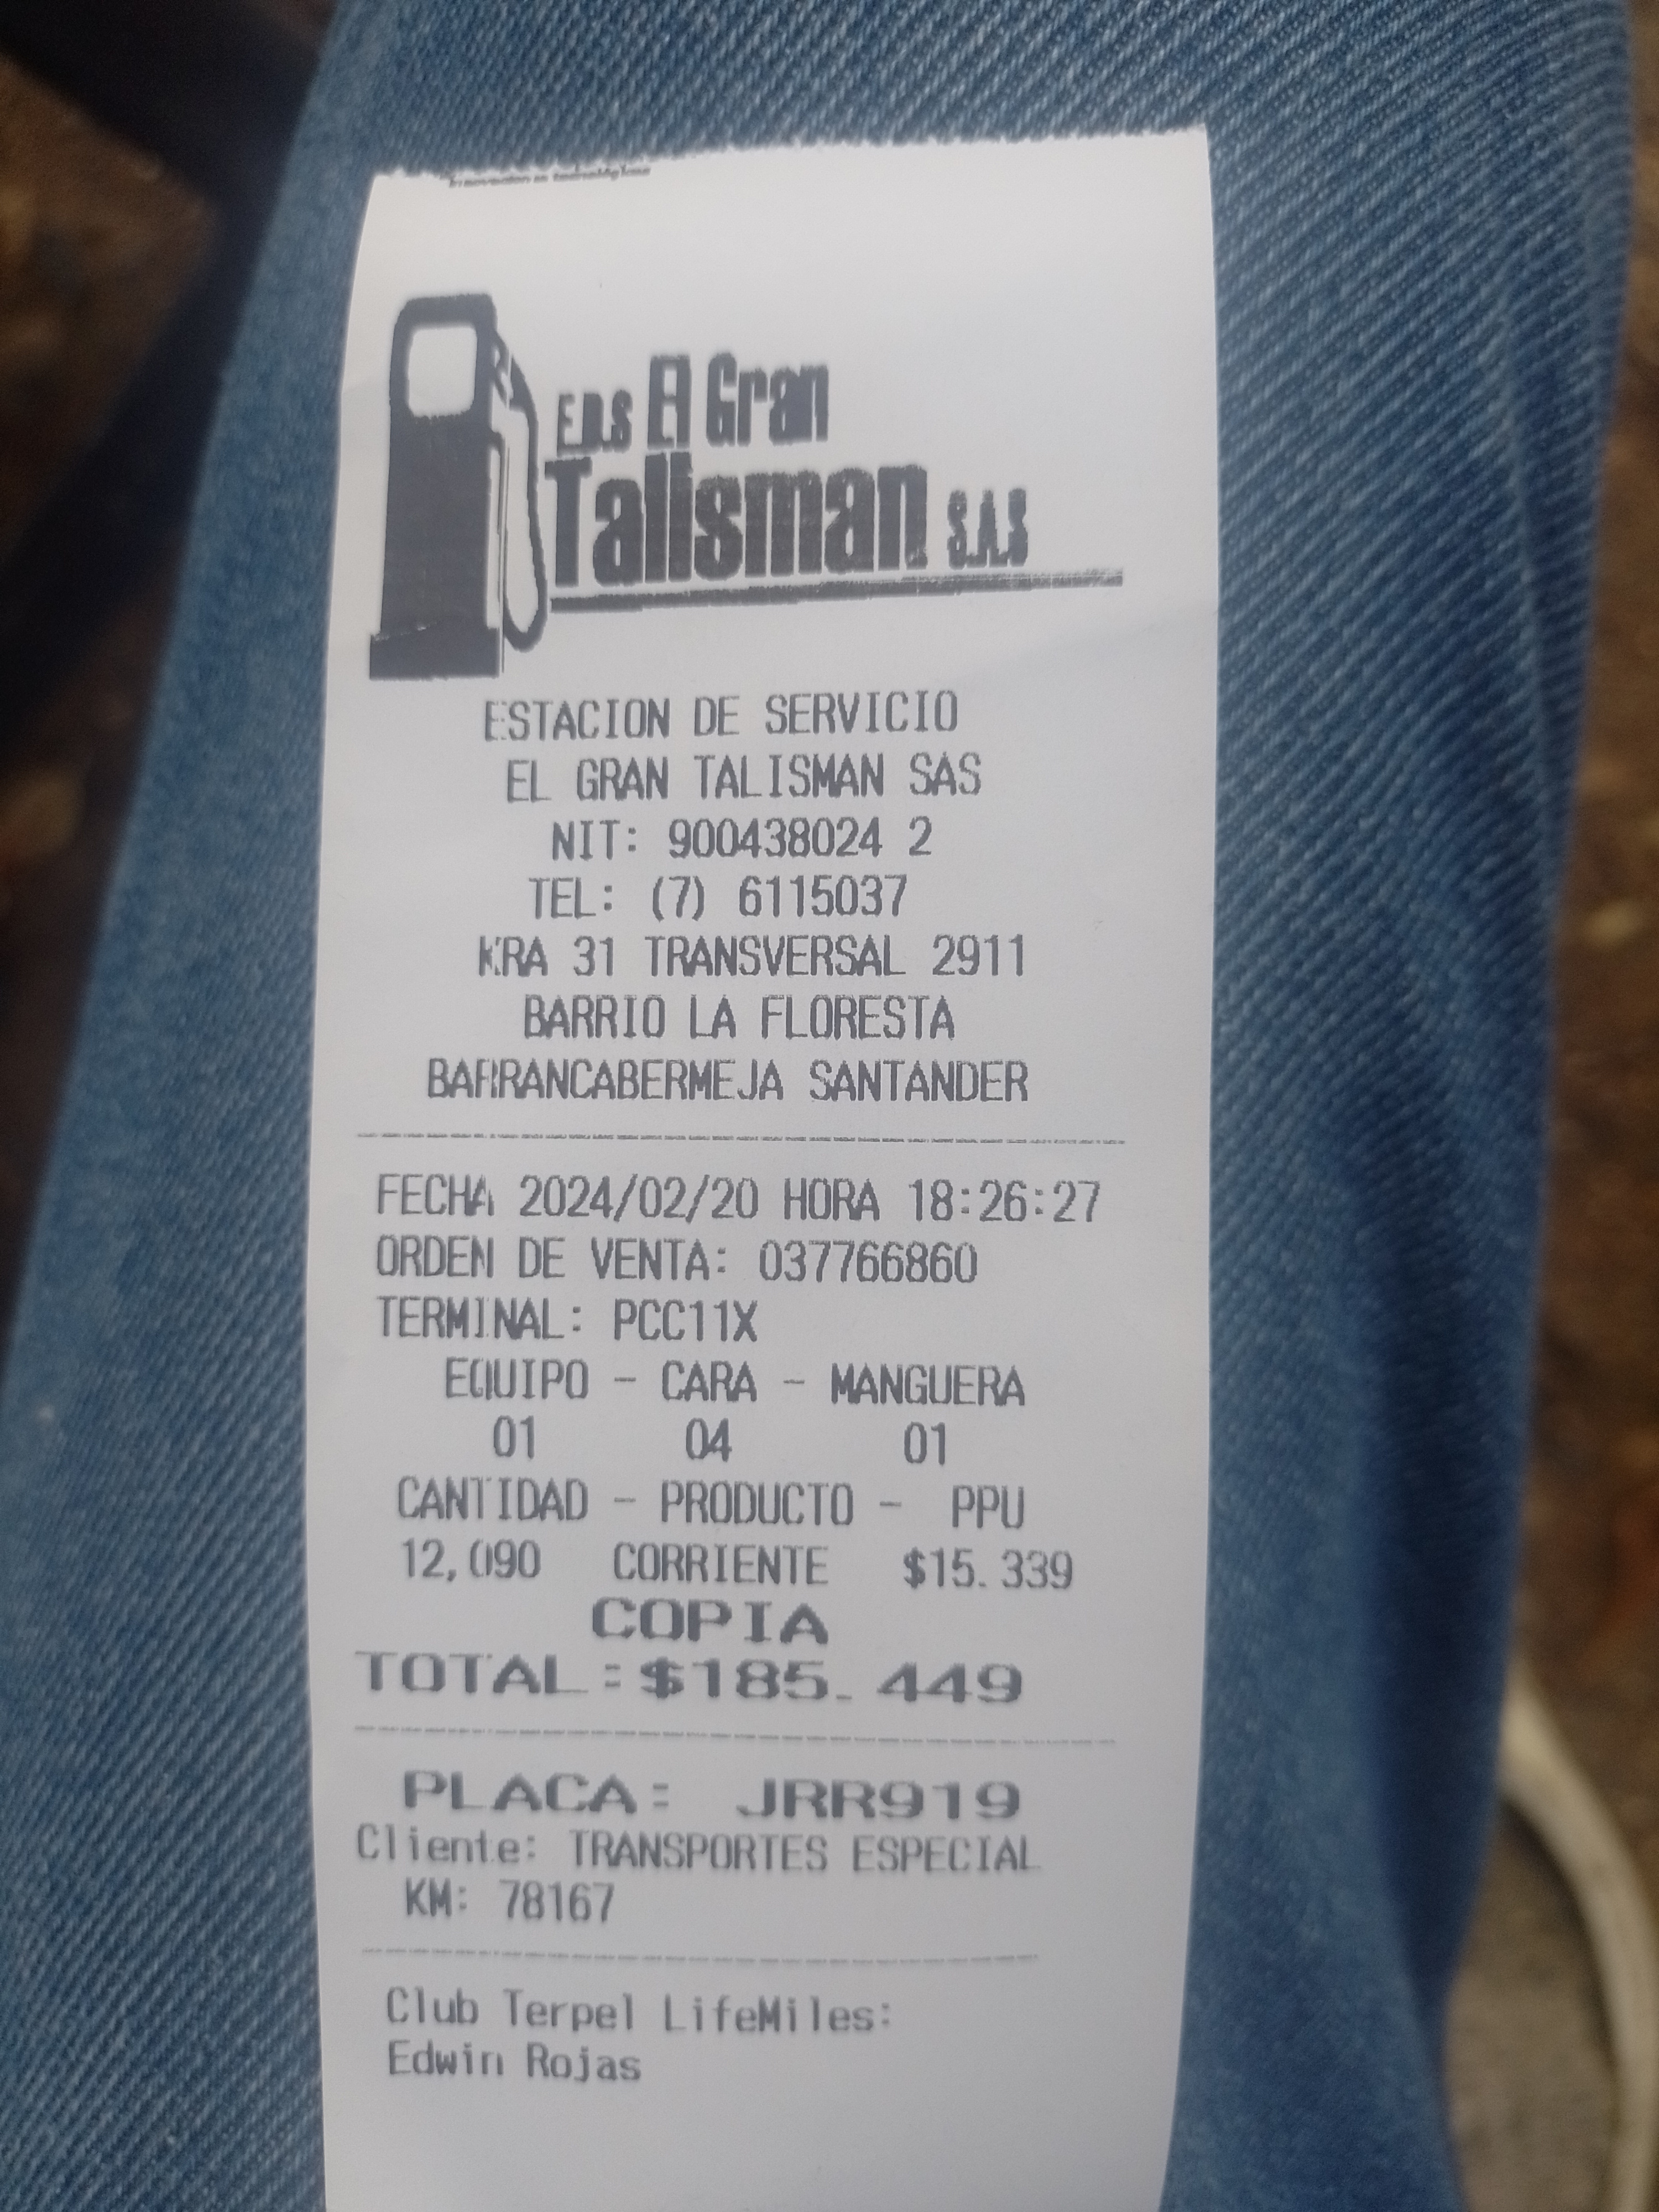 E.D.S El Gran
Talisman S.A.S
ESTACION DE SERVICIO
EL GRAN TALISMAN SAS
NIT: 900438024 2
TEL: (7) 6115037
KRA 31 TRANSVERSAL 2911
BARRIO LA FLORESTA
BARRANCABERMEJA SANTANDER
FECHA 2024/02/20 HORA 18:26:27
ORDEN DE VENTA: 037766860
TERMINAL: PCC11X
EQUIPO - CARA - MANGUERA
01 04 01
CANTIDAD - PRODUCTO - PPU
12,090 CORRIENTE $15.339
COPIA
TOTAL:$185.449
PLACA: JRR919
Cliente: TRANSPORTES ESPECIAL
KM: 78167
Club Terpel LifeMiles:
Edwin Rojas